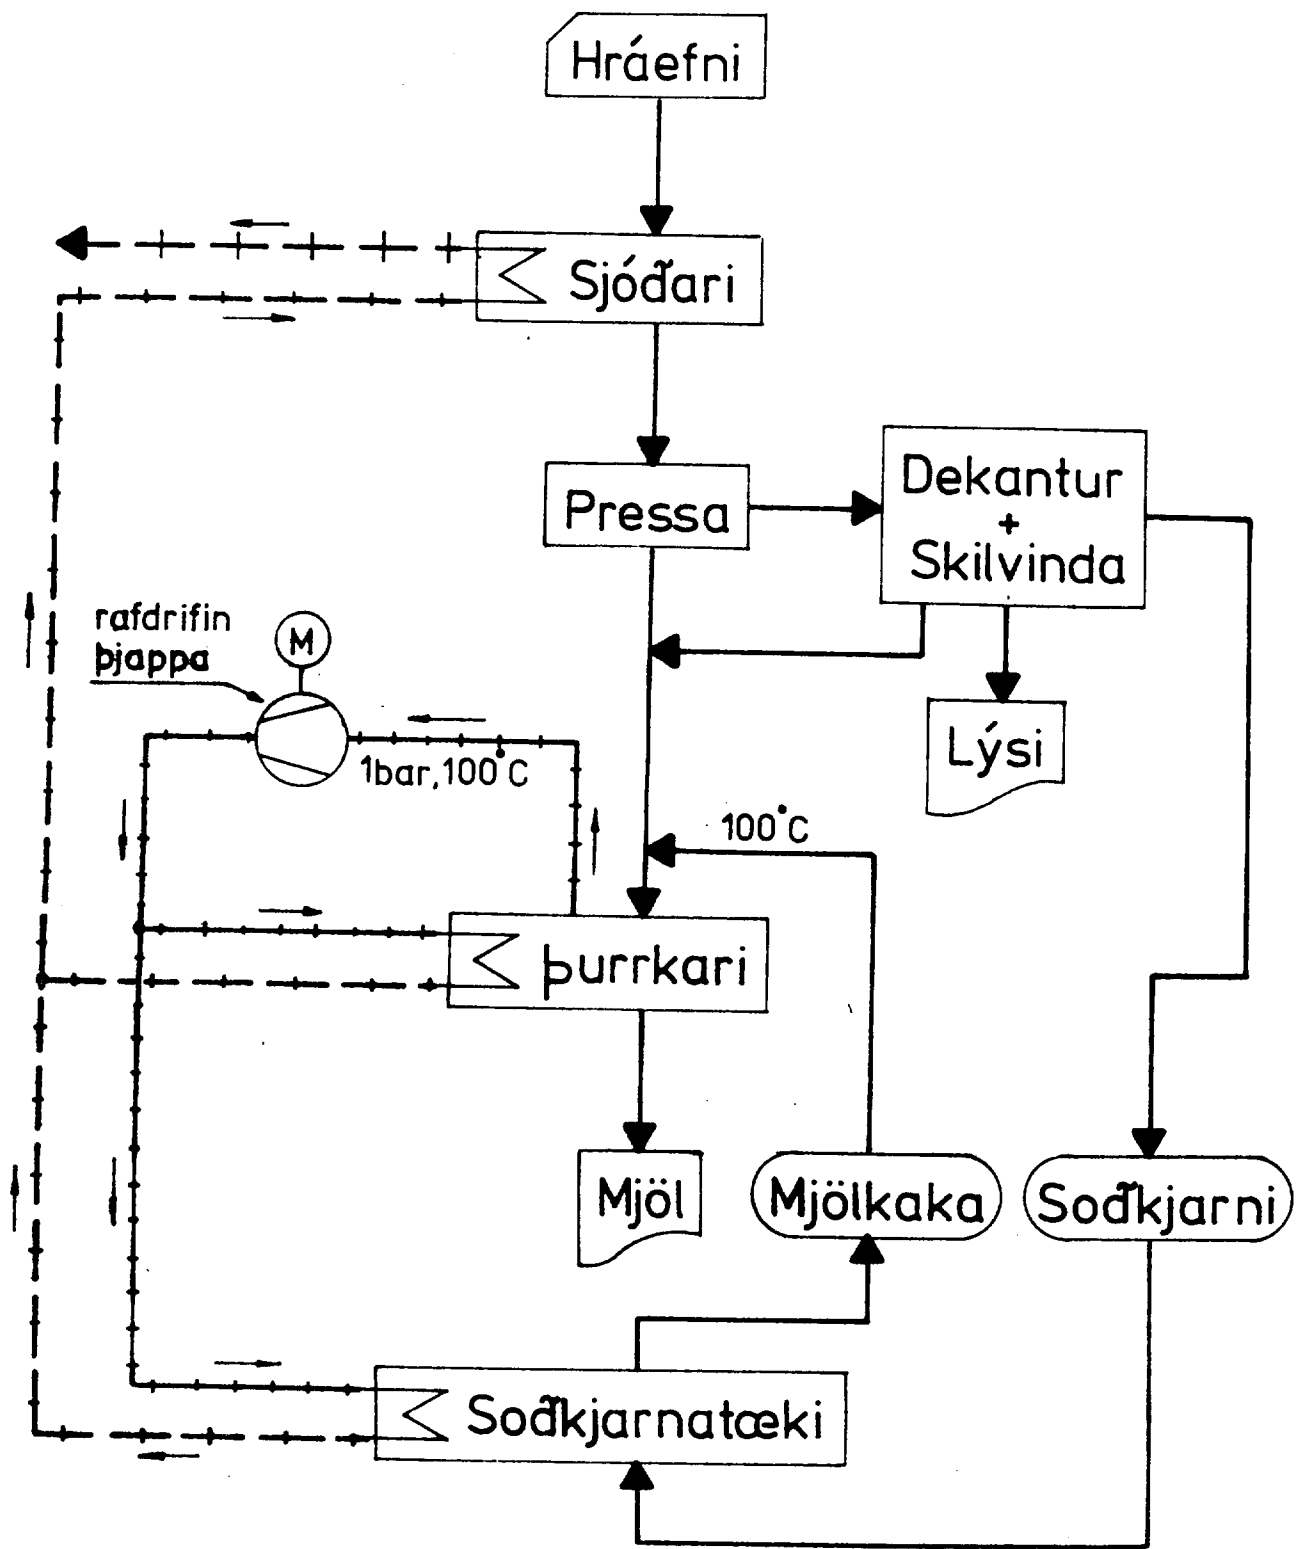 Hráefni
Sjóðari
Pressa
Dekantur
+
Skilvinda
rafdrifin
þjappa
M
1bar, 100°C
Lýsi
100°C
Þurrkari
Mjöl
Mjölkaka
Soðkjarni
Soðkjarnatæki